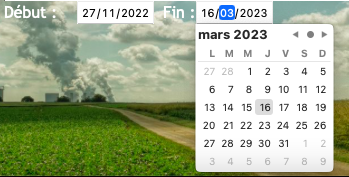 Début : 27/11/2022 Fin : 16/03/2023
mars 2023
L M M J V S D
27 28 1 2 3 4 5
6 7 8 9 10 11 12
13 14 15 16 17 18 19
20 21 22 23 24 25 26
27 28 29 30 31 1 2
3 4 5 6 7 8 9